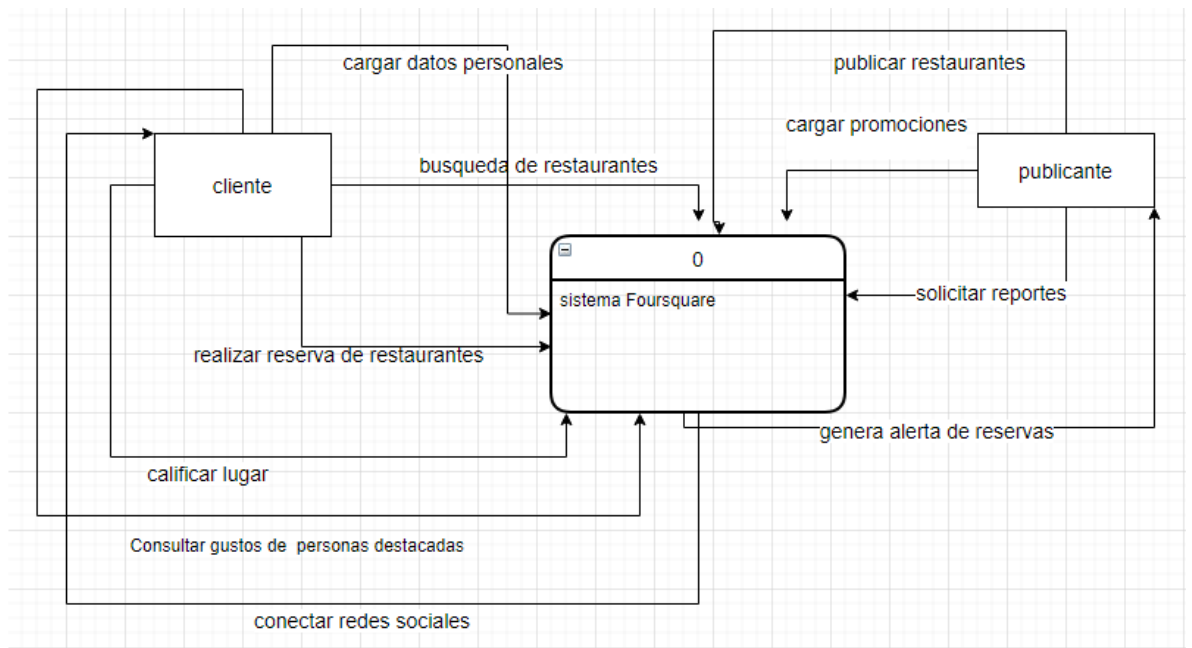 cargar datos personales
publicar restaurantes
cargar promociones
busqueda de restaurantes
cliente
publicante
0
sistema Foursquare
solicitar reportes
realizar reserva de restaurantes
genera alerta de reservas
calificar lugar
Consultar gustos de personas destacadas
conectar redes sociales